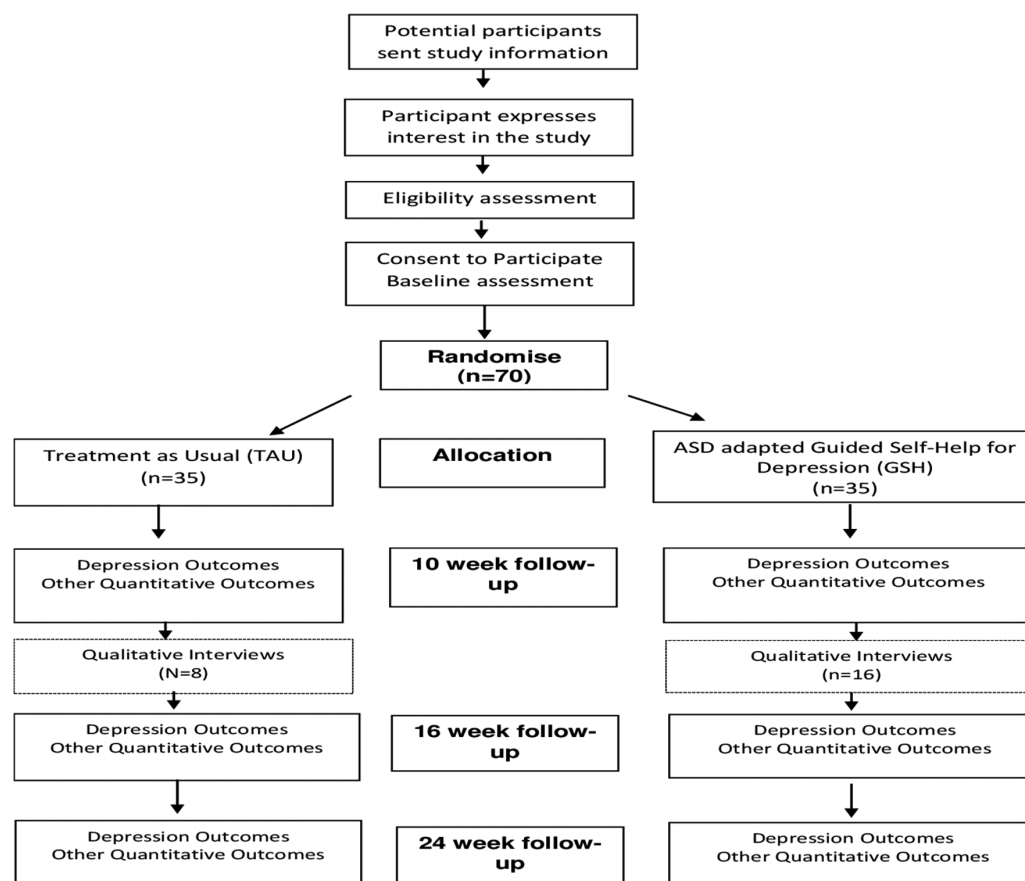 Potential participants
sent study information
Participant expresses
interest in the study
Eligibility assessment
Consent to Participate
Baseline assessment
Randomise
(n=70)
Treatment as Usual (TAU)
(n=35)
Allocation
ASD adapted Guided Self-Help for
Depression (GSH)
(n=35)
Depression Outcomes
Other Quantitative Outcomes
10 week follow-
up
Depression Outcomes
Other Quantitative Outcomes
Qualitative Interviews
(N=8)
Qualitative Interviews
(n=16)
Depression Outcomes
Other Quantitative Outcomes
16 week follow-
up
Depression Outcomes
Other Quantitative Outcomes
Depression Outcomes
Other Quantitative Outcomes
24 week follow-
up
Depression Outcomes
Other Quantitative Outcomes